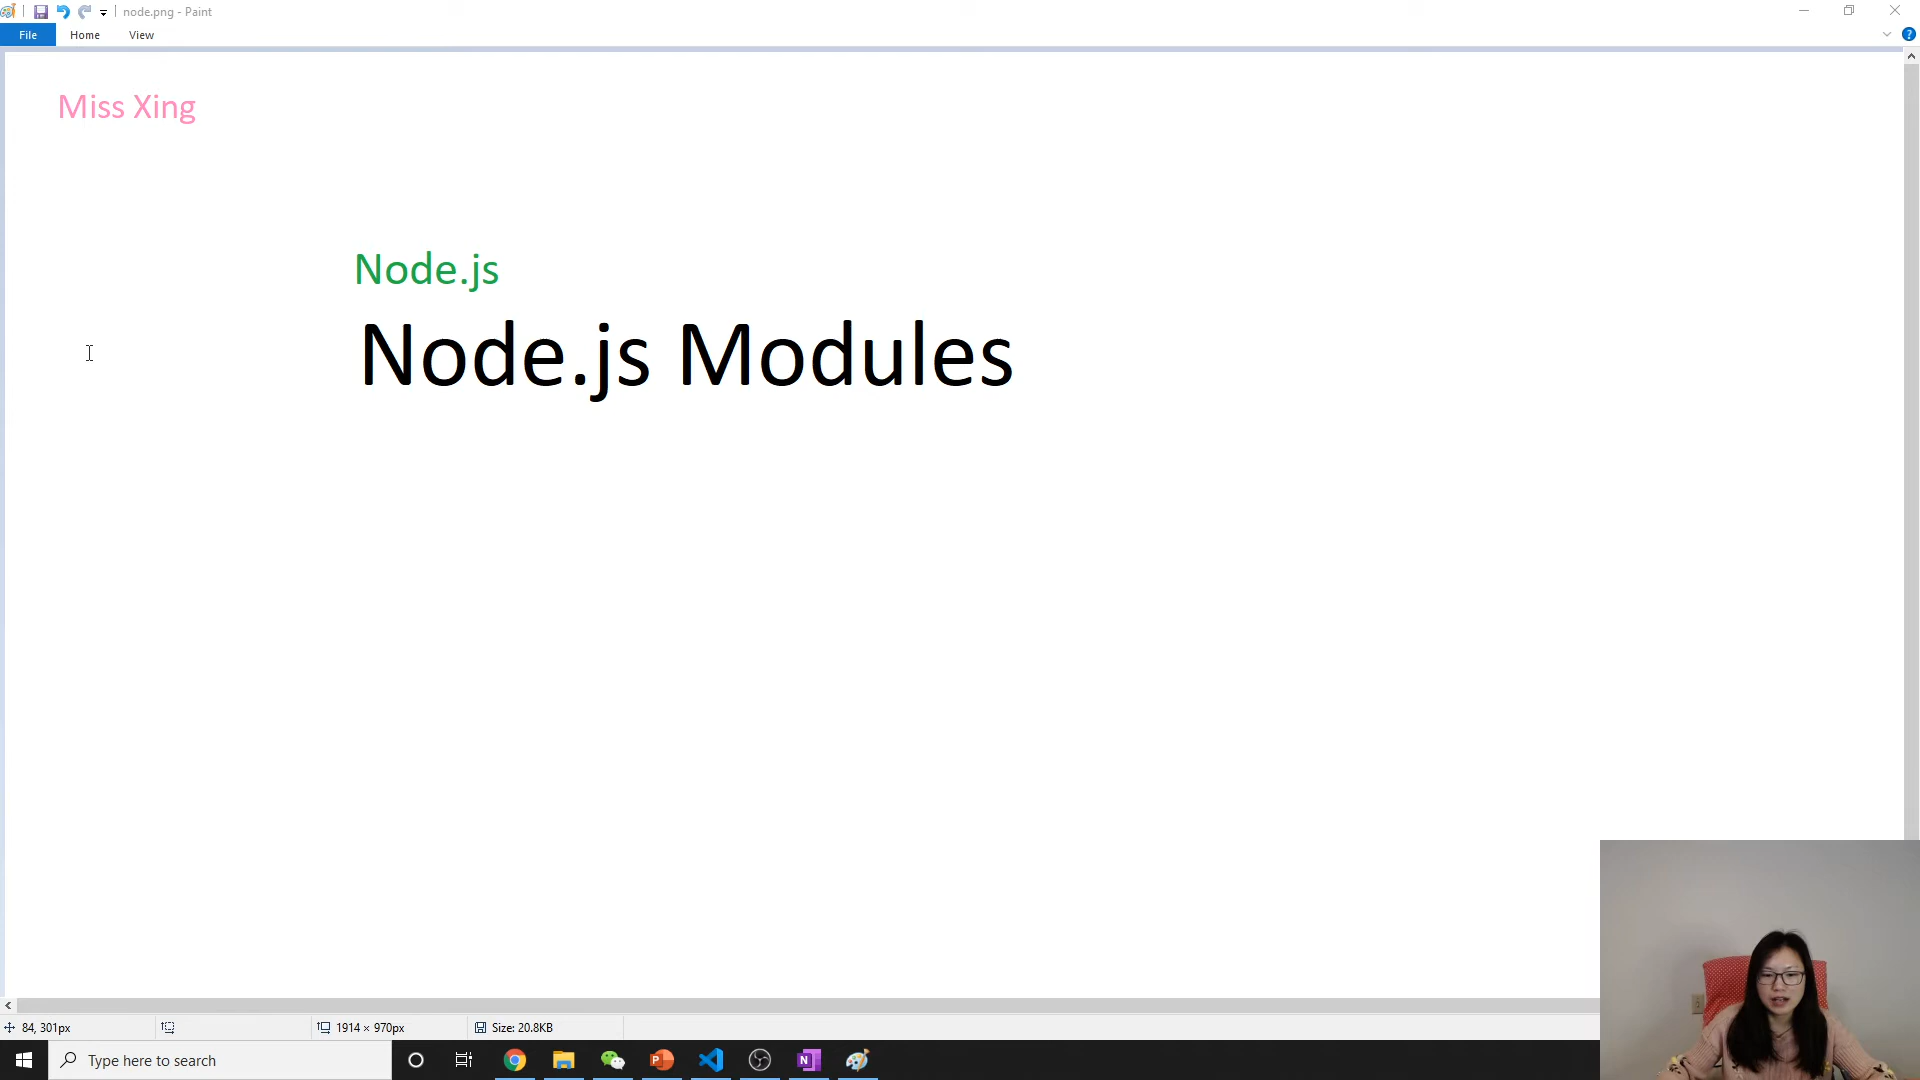 node.png - Paint
File Home View
Miss Xing
Node.js
Node.js Modules
84, 301px 1914 × 970px Size: 20.8KB
Type here to search